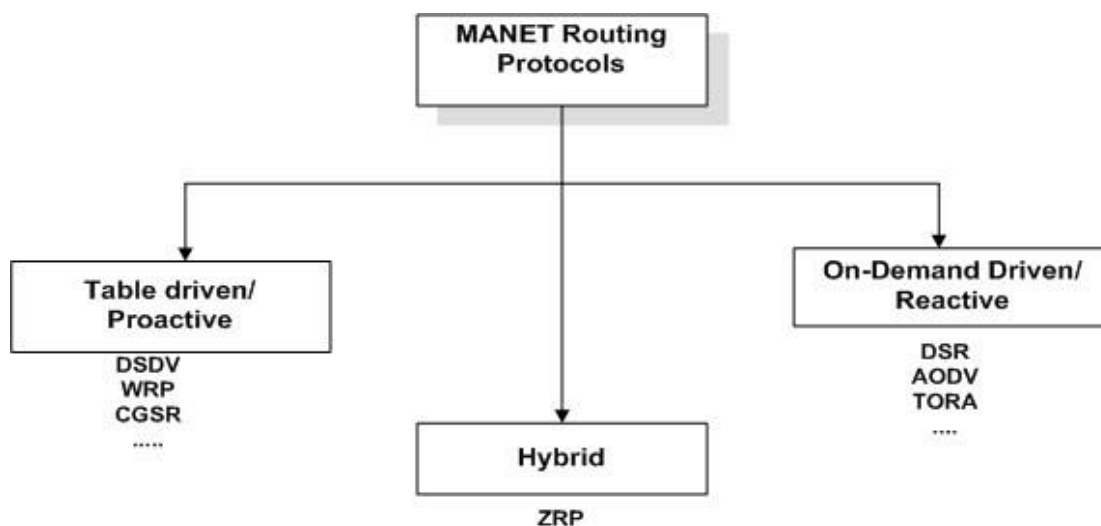 MANET Routing
Protocols
Table driven/
Proactive
DSDV
WRP
CGSR
.....
On-Demand Driven/
Reactive
DSR
AODV
TORA
....
Hybrid
ZRP